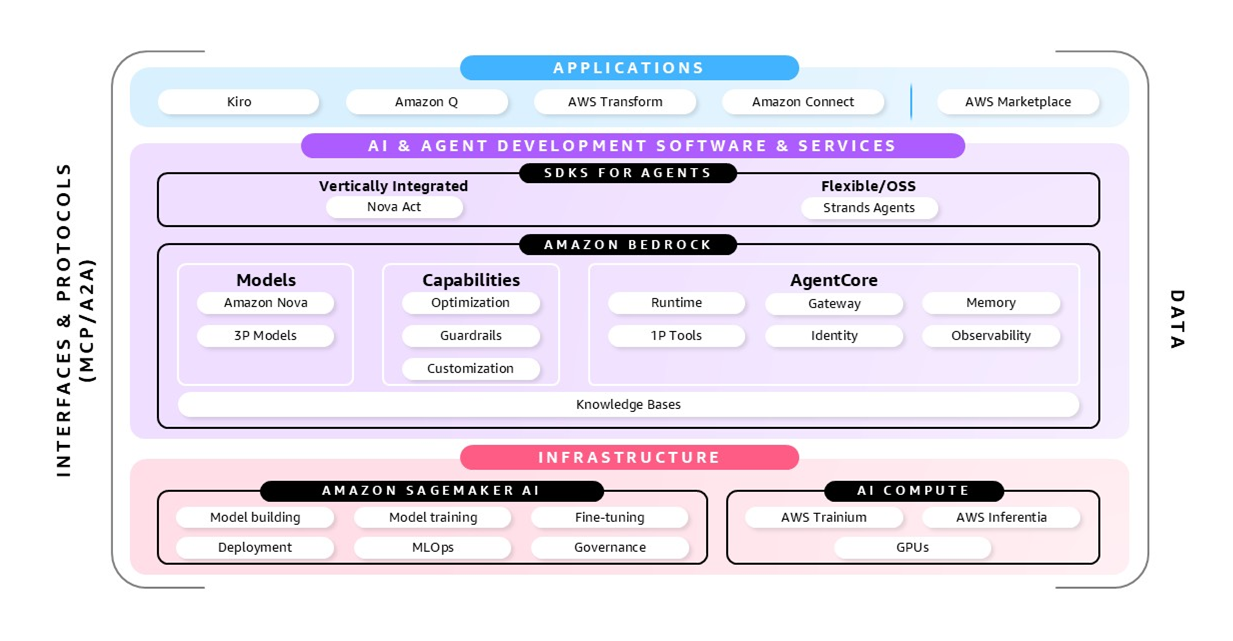 APPLICATIONS
Kiro
Amazon Q
AWS Transform
Amazon Connect
AWS Marketplace
AI & AGENT DEVELOPMENT SOFTWARE & SERVICES
SDKS FOR AGENTS
Vertically Integrated
Nova Act
Flexible/OSS
Strands Agents
AMAZON BEDROCK
Models
Amazon Nova
3P Models
Capabilities
Optimization
Guardrails
Customization
AgentCore
Runtime
Gateway
Memory
1P Tools
Identity
Observability
Knowledge Bases
INFRASTRUCTURE
AMAZON SAGEMAKER AI
Model building
Model training
Fine-tuning
Deployment
MLOps
Governance
AI COMPUTE
AWS Trainium
AWS Inferentia
GPUs
INTERFACES & PROTOCOLS
(MCP/A2A)
DATA